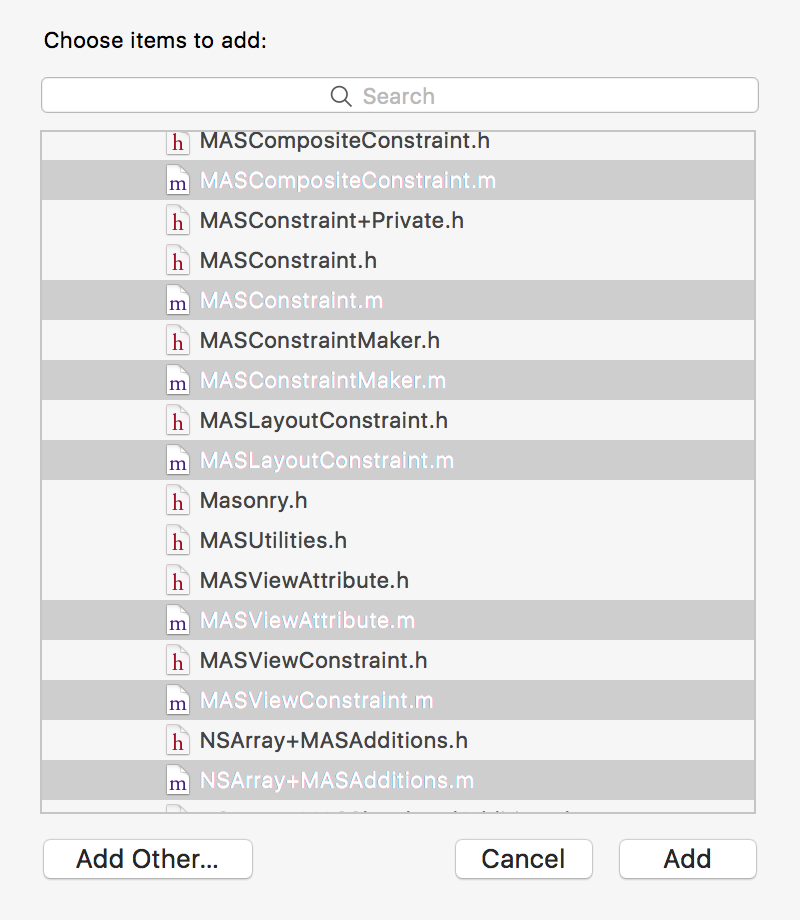 Choose items to add:
Search
h MASCompositeConstraint.h
m MASCompositeConstraint.m
h MASConstraint+Private.h
h MASConstraint.h
m MASConstraint.m
h MASConstraintMaker.h
m MASConstraintMaker.m
h MASLayoutConstraint.h
m MASLayoutConstraint.m
h Masonry.h
h MASUtilities.h
h MASViewAttribute.h
m MASViewAttribute.m
h MASViewConstraint.h
m MASViewConstraint.m
h NSArray+MASAdditions.h
m NSArray+MASAdditions.m
Add Other... Cancel Add